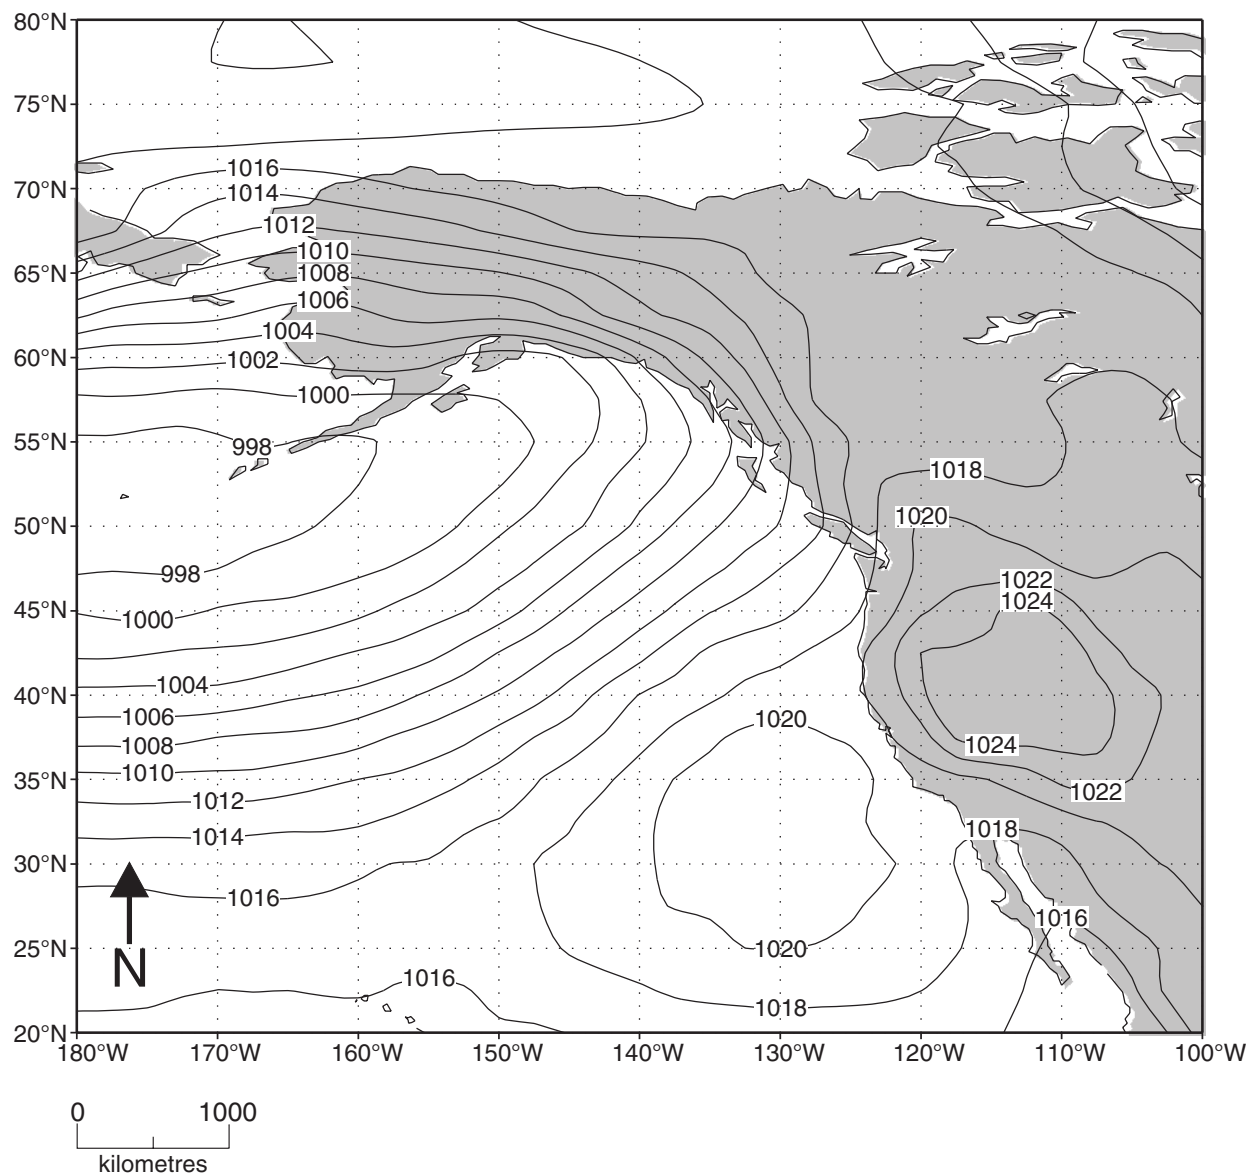 80°N
75°N
1016
70°N
1014
1012
1010
65°N
1008
1006
1004
60°N
1002
1000
55°N
998
1018
50°N
1020
998
1022
1024
45°N
1000
1004
40°N
1006
1020
1008
1024
1010
35°N
1022
1012
1018
1014
30°N
1016
1016
25°N
1020
N
1016
1018
20°N
180°W 170°W 160°W 150°W 140°W 130°W 120°W 110°W 100°W
0 1000
kilometres